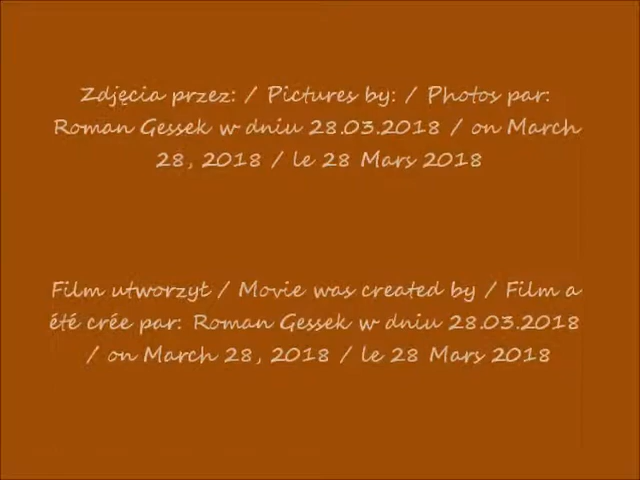 Zdjęcia przez: / Pictures by: / Photos par:
Roman Gessek w dniu 28.03.2018 / on March
28, 2018 / le 28 Mars 2018
Film utworzył / Movie was created by / Film a
été crée par: Roman Gessek w dniu 28.03.2018
/ on March 28, 2018 / le 28 Mars 2018